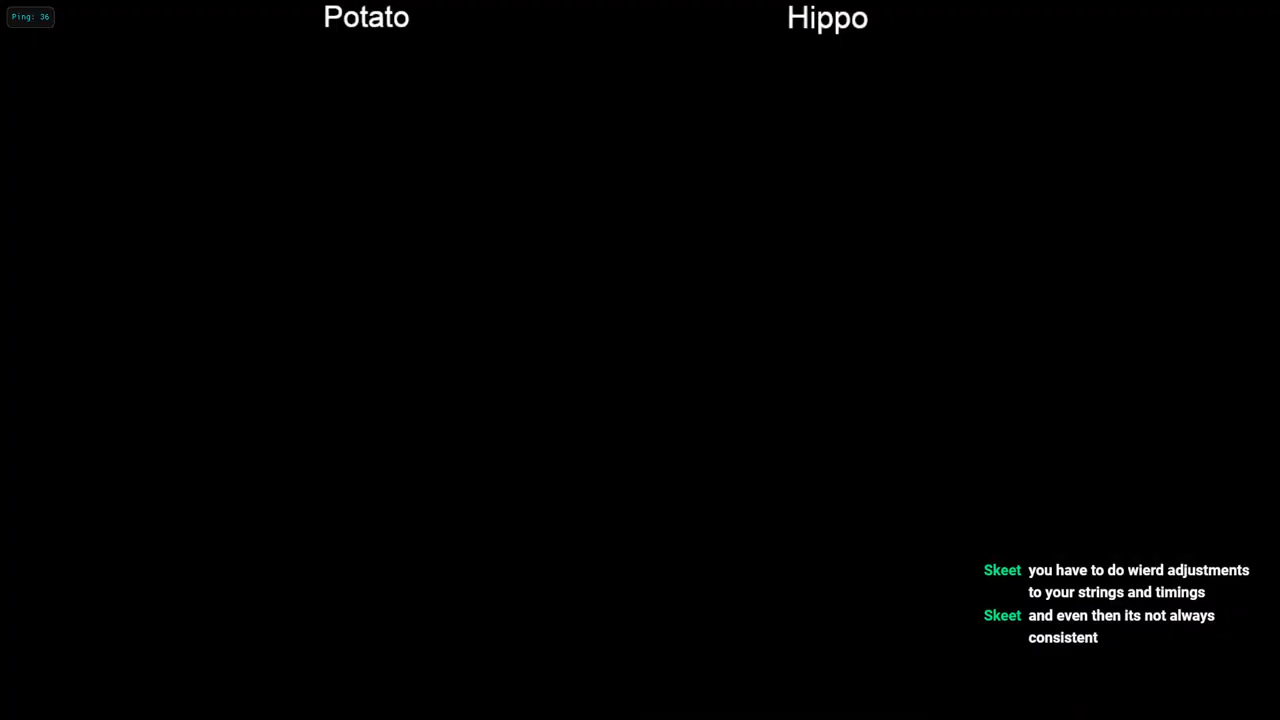 Ping: 36
Potato
Hippo
Skeet you have to do wierd adjustments
to your strings and timings
Skeet and even then its not always
consistent